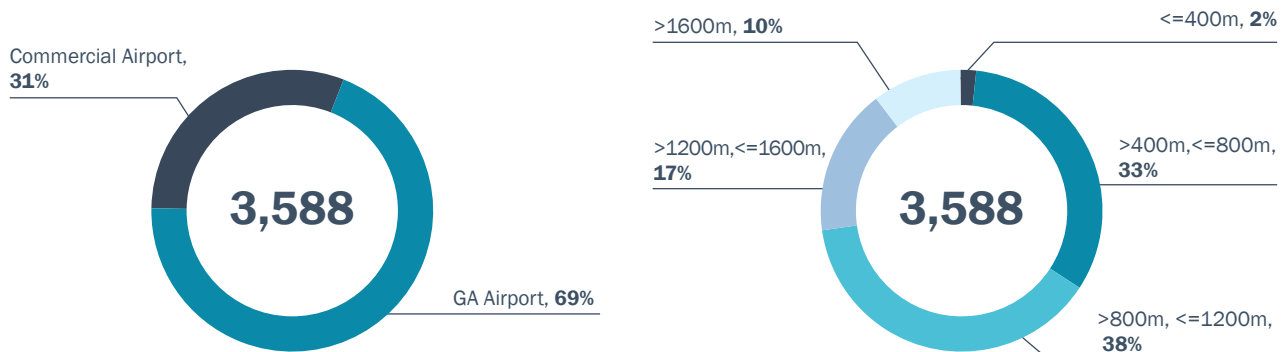 Commercial Airport,
31%
3,588
GA Airport, 69%
>1600m, 10%
<=400m, 2%
>1200m,<=1600m,
17%
>400m,<=800m,
33%
3,588
>800m, <=1200m,
38%